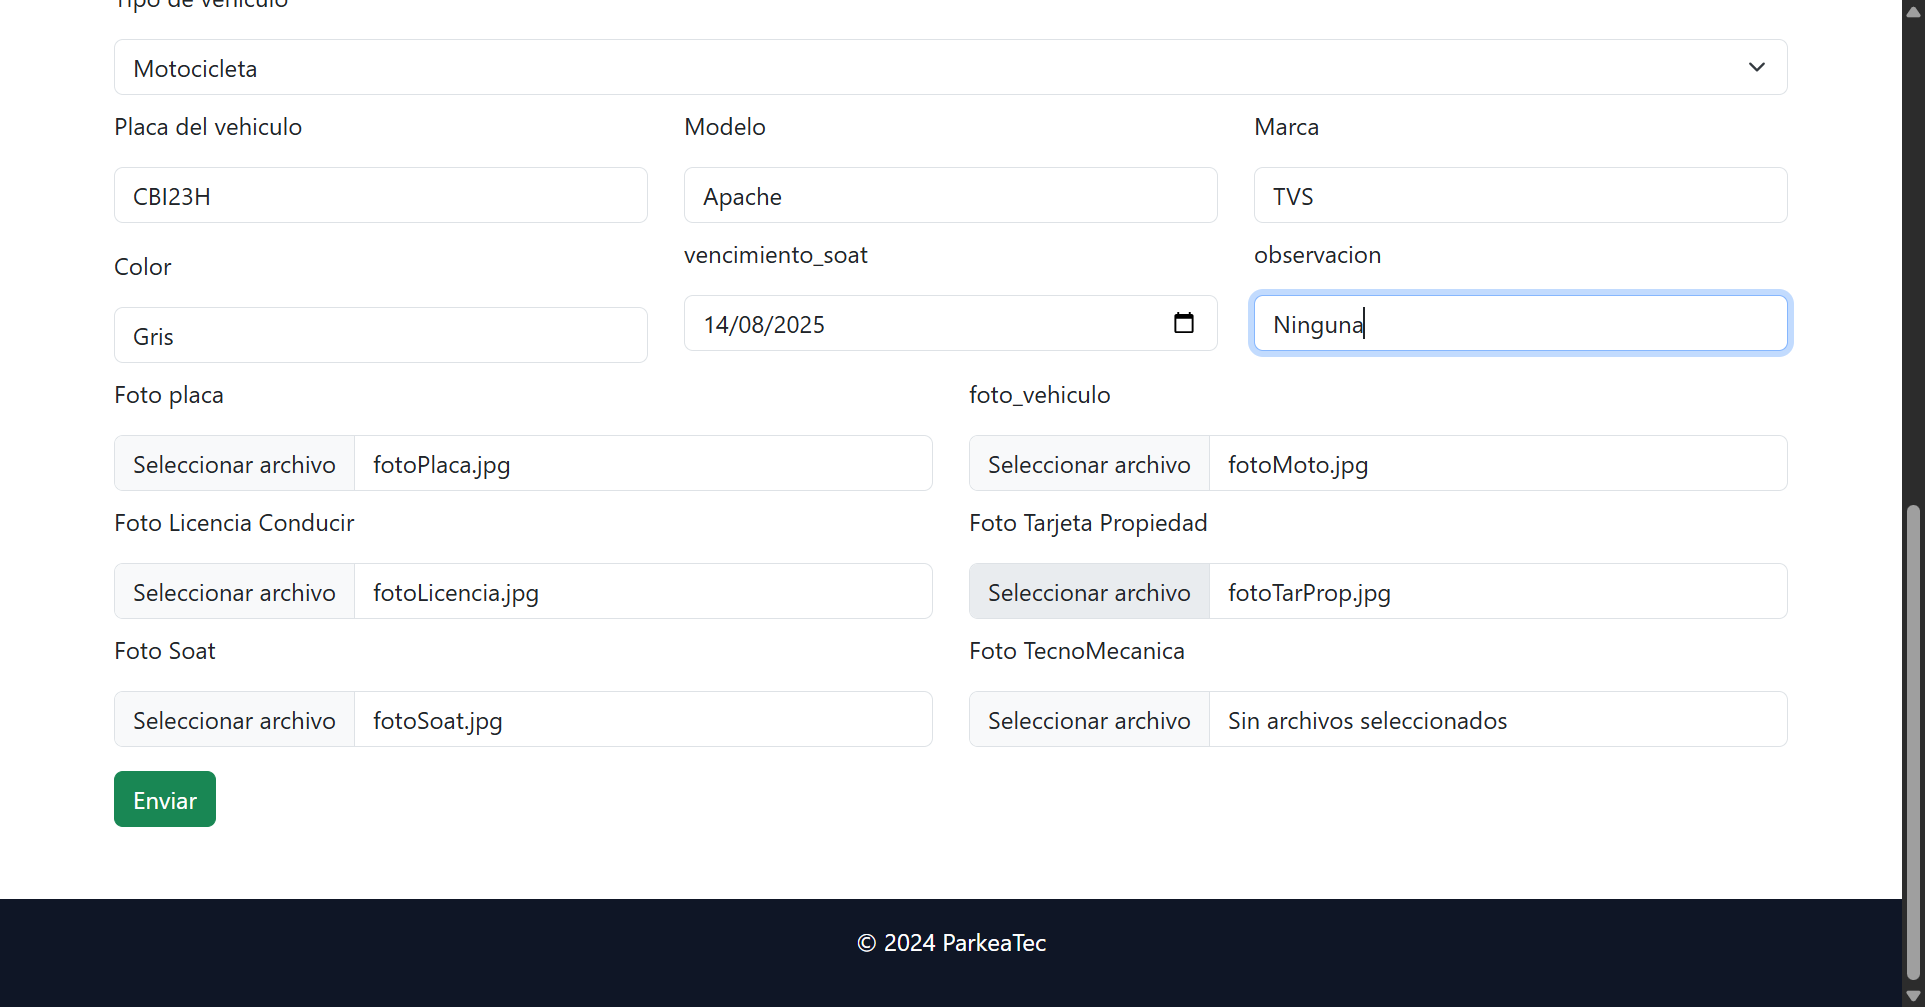 Tipo de vehiculo
Motocicleta
Placa del vehiculo
Modelo
Marca
CBI23H
Apache
TVS
Color
vencimiento_soat
observacion
Gris
14/08/2025
Ninguna
Foto placa
foto_vehiculo
Seleccionar archivo fotoPlaca.jpg
Seleccionar archivo fotoMoto.jpg
Foto Licencia Conducir
Foto Tarjeta Propiedad
Seleccionar archivo fotoLicencia.jpg
Seleccionar archivo fotoTarProp.jpg
Foto Soat
Foto TecnoMecanica
Seleccionar archivo fotoSoat.jpg
Seleccionar archivo Sin archivos seleccionados
Enviar
© 2024 ParkeaTec